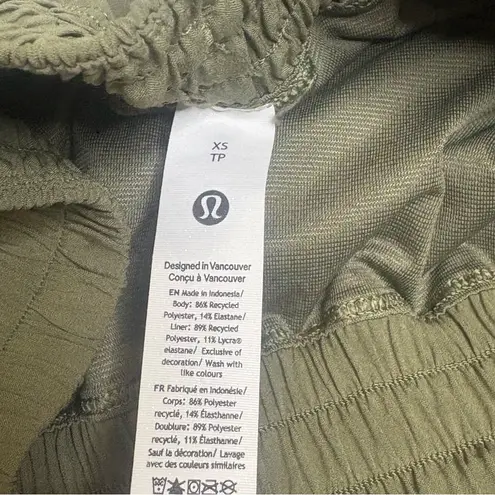 XS
TP
Designed in Vancouver
Conçu à Vancouver
EN Made in Indonesia/
Body: 86% Recycled
Polyester, 14% Elastane/
Liner: 89% Recycled
Polyester, 11% Lycra®
elastane/ Exclusive of
decoration/ Wash with
like colours
FR Fabriqué en Indonésie/
Corps: 86% Polyester
recyclé, 14% Élasthanne/
Doublure: 89% Polyester
recyclé, 11% Élasthanne/
Sauf la décoration/ Lavage
avec des couleurs similaires